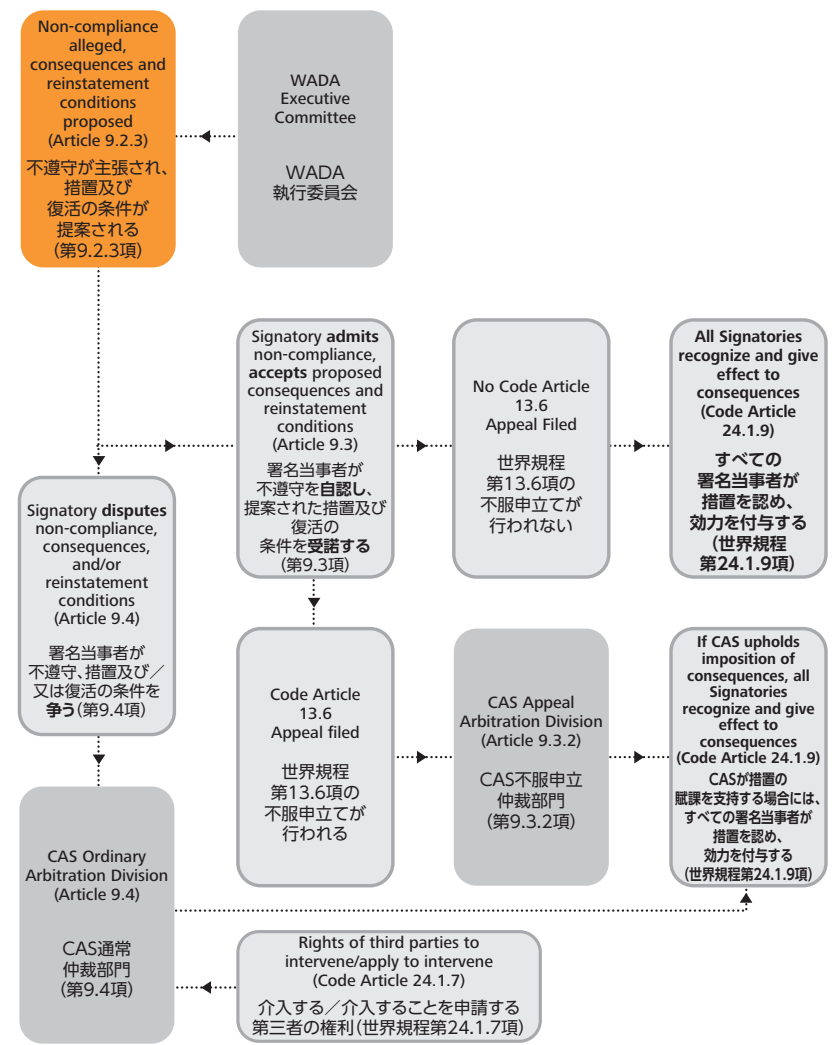 Non-compliance
alleged,
consequences and
reinstatement
conditions
proposed
(Article 9.2.3)
不遵守が主張され、
措置及び
復活の条件が
提案される
(第9.2.3項)
WADA
Executive
Committee
WADA
執行委員会
Signatory admits
non-compliance,
accepts proposed
consequences and
reinstatement
conditions
(Article 9.3)
署名当事者が
不遵守を自認し、
提案された措置及び
復活の
条件を受諾する
(第9.3項)
No Code Article
13.6
Appeal Filed
世界規程
第13.6項の
不服申立てが
行われない
All Signatories
recognize and give
effect to
consequences
(Code Article
24.1.9)
すべての
署名当事者が
措置を認め、
効力を付与する
(世界規程
第24.1.9項)
Signatory disputes
non-compliance,
consequences,
and/or
reinstatement
conditions
(Article 9.4)
署名当事者が
不遵守、措置及び/
又は復活の条件を
争う(第9.4項)
Code Article
13.6
Appeal filed
世界規程
第13.6項の
不服申立てが
行われる
CAS Appeal
Arbitration Division
(Article 9.3.2)
CAS不服申立
仲裁部門
(第9.3.2項)
If CAS upholds
imposition of
consequences, all
Signatories
recognize and give
effect to
consequences
(Code Article 24.1.9)
CASが措置の
賦課を支持する場合には、
すべての署名当事者が
措置を認め、
効力を付与する
(世界規程第24.1.9項)
CAS Ordinary
Arbitration Division
(Article 9.4)
CAS通常
仲裁部門
(第9.4項)
Rights of third parties to
intervene/apply to intervene
(Code Article 24.1.7)
介入する/介入することを申請する
第三者の権利(世界規程第24.1.7項)